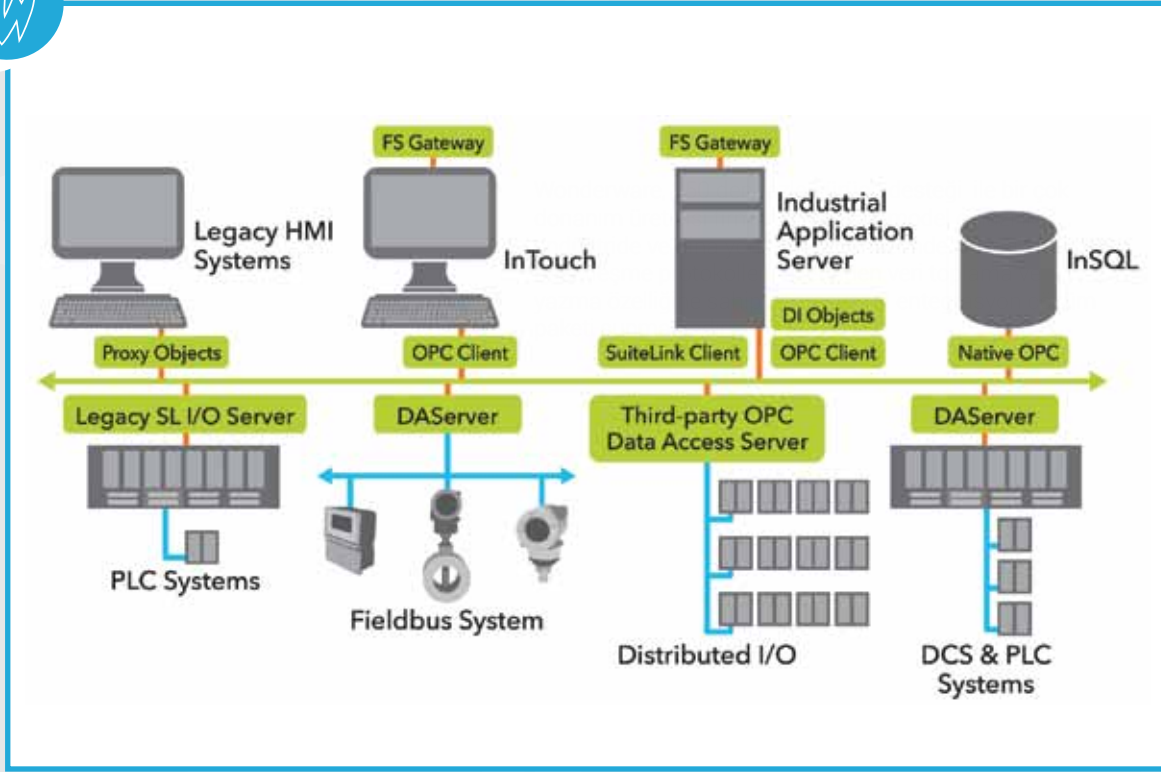 FS Gateway
FS Gateway
Legacy HMI
Systems
InTouch
Industrial
Application
Server
InSQL
DI Objects
Proxy Objects
OPC Client
SuiteLink Client
OPC Client
Native OPC
Legacy SL I/O Server
DAServer
Third-party OPC
Data Access Server
DAServer
PLC Systems
Fieldbus System
Distributed I/O
DCS & PLC
Systems